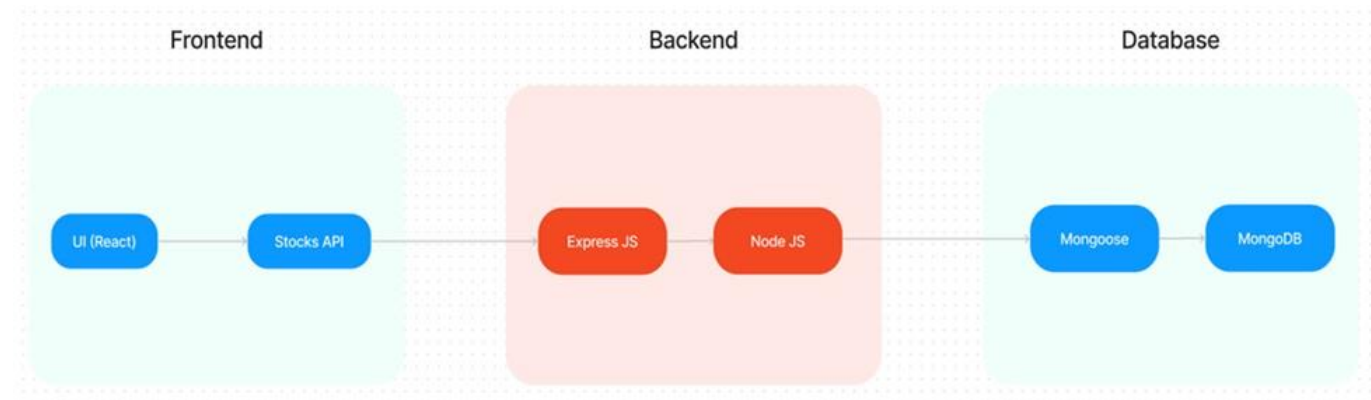 Frontend
Backend
Database
UI (React)
Stocks API
Express JS
Node JS
Mongoose
MongoDB